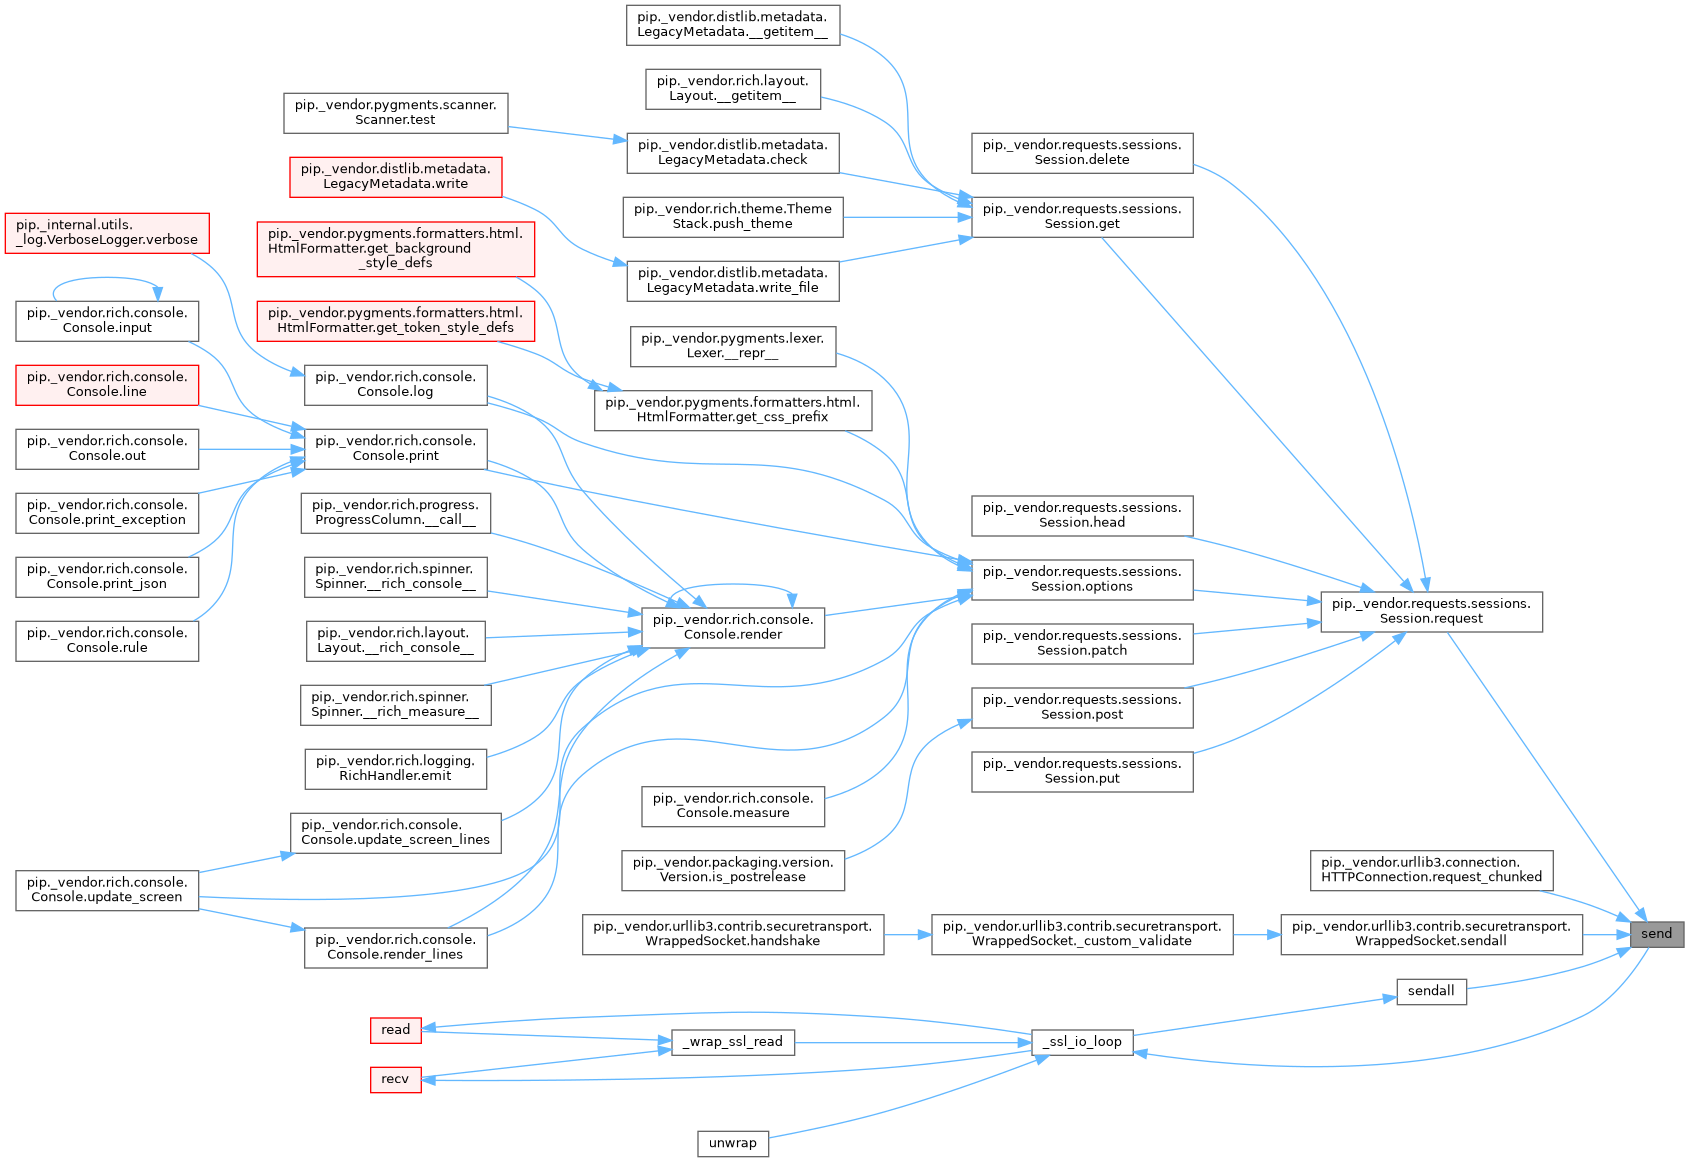 pip._vendor.distlib.metadata.
LegacyMetadata.__getitem__
pip._vendor.rich.layout.
Layout.__getitem__
pip._vendor.pygments.scanner.
Scanner.test
pip._vendor.distlib.metadata.
LegacyMetadata.check
pip._vendor.requests.sessions.
Session.delete
pip._vendor.distlib.metadata.
LegacyMetadata.write
pip._vendor.rich.theme.Theme
Stack.push_theme
pip._vendor.requests.sessions.
Session.get
pip._internal.utils.
_log.VerboseLogger.verbose
pip._vendor.pygments.formatters.html.
HtmlFormatter.get_background
_style_defs
pip._vendor.distlib.metadata.
LegacyMetadata.write_file
pip._vendor.rich.console.
Console.input
pip._vendor.pygments.formatters.html.
HtmlFormatter.get_token_style_defs
pip._vendor.pygments.lexer.
Lexer.__repr__
pip._vendor.rich.console.
Console.line
pip._vendor.rich.console.
Console.log
pip._vendor.pygments.formatters.html.
HtmlFormatter.get_css_prefix
pip._vendor.rich.console.
Console.out
pip._vendor.rich.console.
Console.print
pip._vendor.rich.console.
Console.print_exception
pip._vendor.rich.progress.
ProgressColumn.__call__
pip._vendor.requests.sessions.
Session.head
pip._vendor.rich.console.
Console.print_json
pip._vendor.rich.spinner.
Spinner.__rich_console__
pip._vendor.requests.sessions.
Session.options
pip._vendor.rich.console.
Console.rule
pip._vendor.rich.layout.
Layout.__rich_console__
pip._vendor.rich.console.
Console.render
pip._vendor.requests.sessions.
Session.request
pip._vendor.requests.sessions.
Session.patch
pip._vendor.rich.spinner.
Spinner.__rich_measure__
pip._vendor.requests.sessions.
Session.post
pip._vendor.rich.logging.
RichHandler.emit
pip._vendor.requests.sessions.
Session.put
pip._vendor.rich.console.
Console.measure
pip._vendor.rich.console.
Console.update_screen_lines
pip._vendor.packaging.version.
Version.is_postrelease
pip._vendor.urllib3.connection.
HTTPConnection.request_chunked
pip._vendor.rich.console.
Console.update_screen
pip._vendor.rich.console.
Console.render_lines
pip._vendor.urllib3.contrib.securetransport.
WrappedSocket.handshake
pip._vendor.urllib3.contrib.securetransport.
WrappedSocket._custom_validate
pip._vendor.urllib3.contrib.securetransport.
WrappedSocket.sendall
send
sendall
read
_wrap_ssl_read
_ssl_io_loop
recv
unwrap